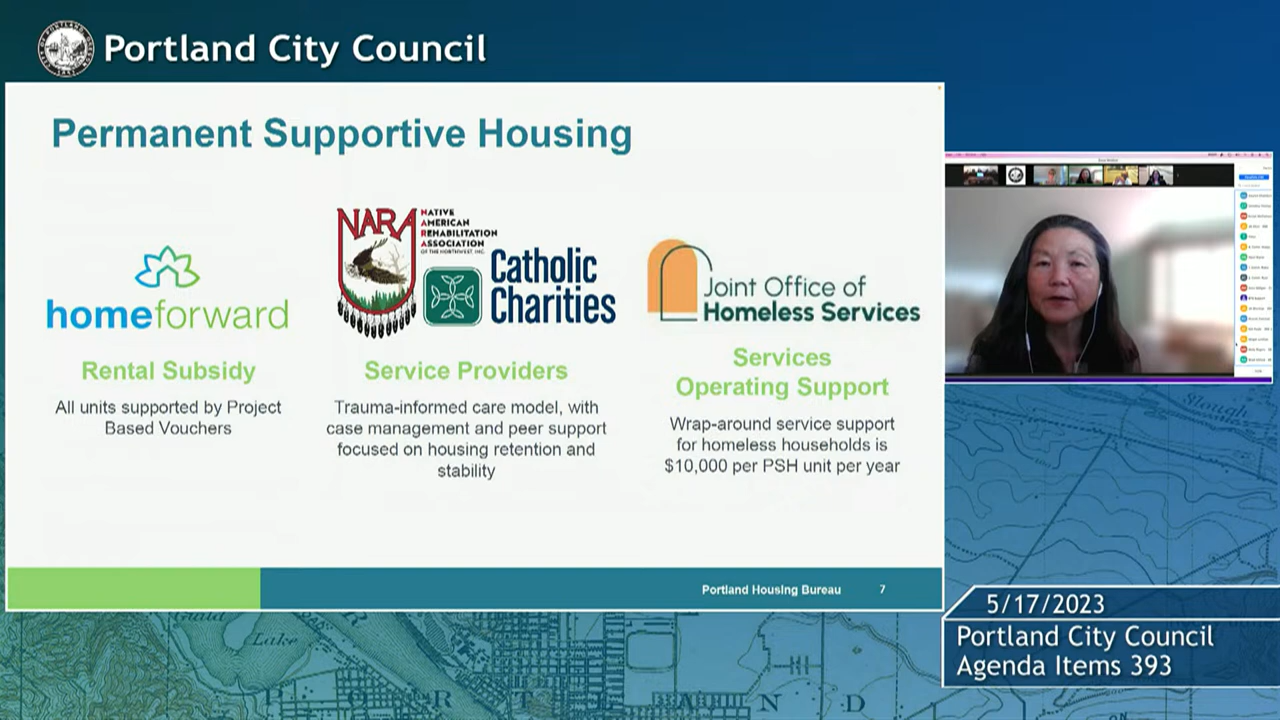 Portland City Council
Permanent Supportive Housing
homeforward
Rental Subsidy
All units supported by Project
Based Vouchers
NARA
NATIVE
AMERICAN
REHABILITATION
ASSOCIATION
OF THE NORTHWEST, INC.
Catholic
Charities
Service Providers
Trauma-informed care model, with
case management and peer support
focused on housing retention and
stability
Joint Office of
Homeless Services
Services
Operating Support
Wrap-around service support
for homeless households is
$10,000 per PSH unit per year
Portland Housing Bureau 7
5/17/2023
Portland City Council
Agenda Items 393
Slough
Guild
Lake
R T L A N D